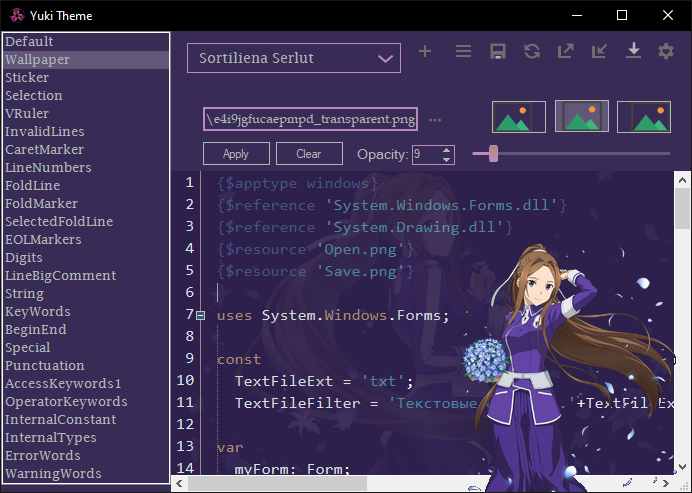 Yuki Theme
Default
Wallpaper
Sticker
Selection
VRuler
InvalidLines
CaretMarker
LineNumbers
FoldLine
FoldMarker
SelectedFoldLine
EOLMarkers
Digits
LineBigComment
String
KeyWords
BeginEnd
Special
Punctuation
AccessKeywords1
OperatorKeywords
InternalConstant
InternalTypes
ErrorWords
WarningWords
Sortiliena Serlut
\e4i9jgfucaepmpd_transparent.png
Apply Clear Opacity: 9
1 {$apptype windows}
2 {$reference 'System.Windows.Forms.dll'}
3 {$reference 'System.Drawing.dll'}
4 {$resource 'Open.png'}
5 {$resource 'Save.png'}
6
7 uses System.Windows.Forms;
8
9 const
10 TextFileExt = 'txt';
11 TextFileFilter = 'Текстовые .'+TextFileEx
12
13 var
14 myForm: Form;